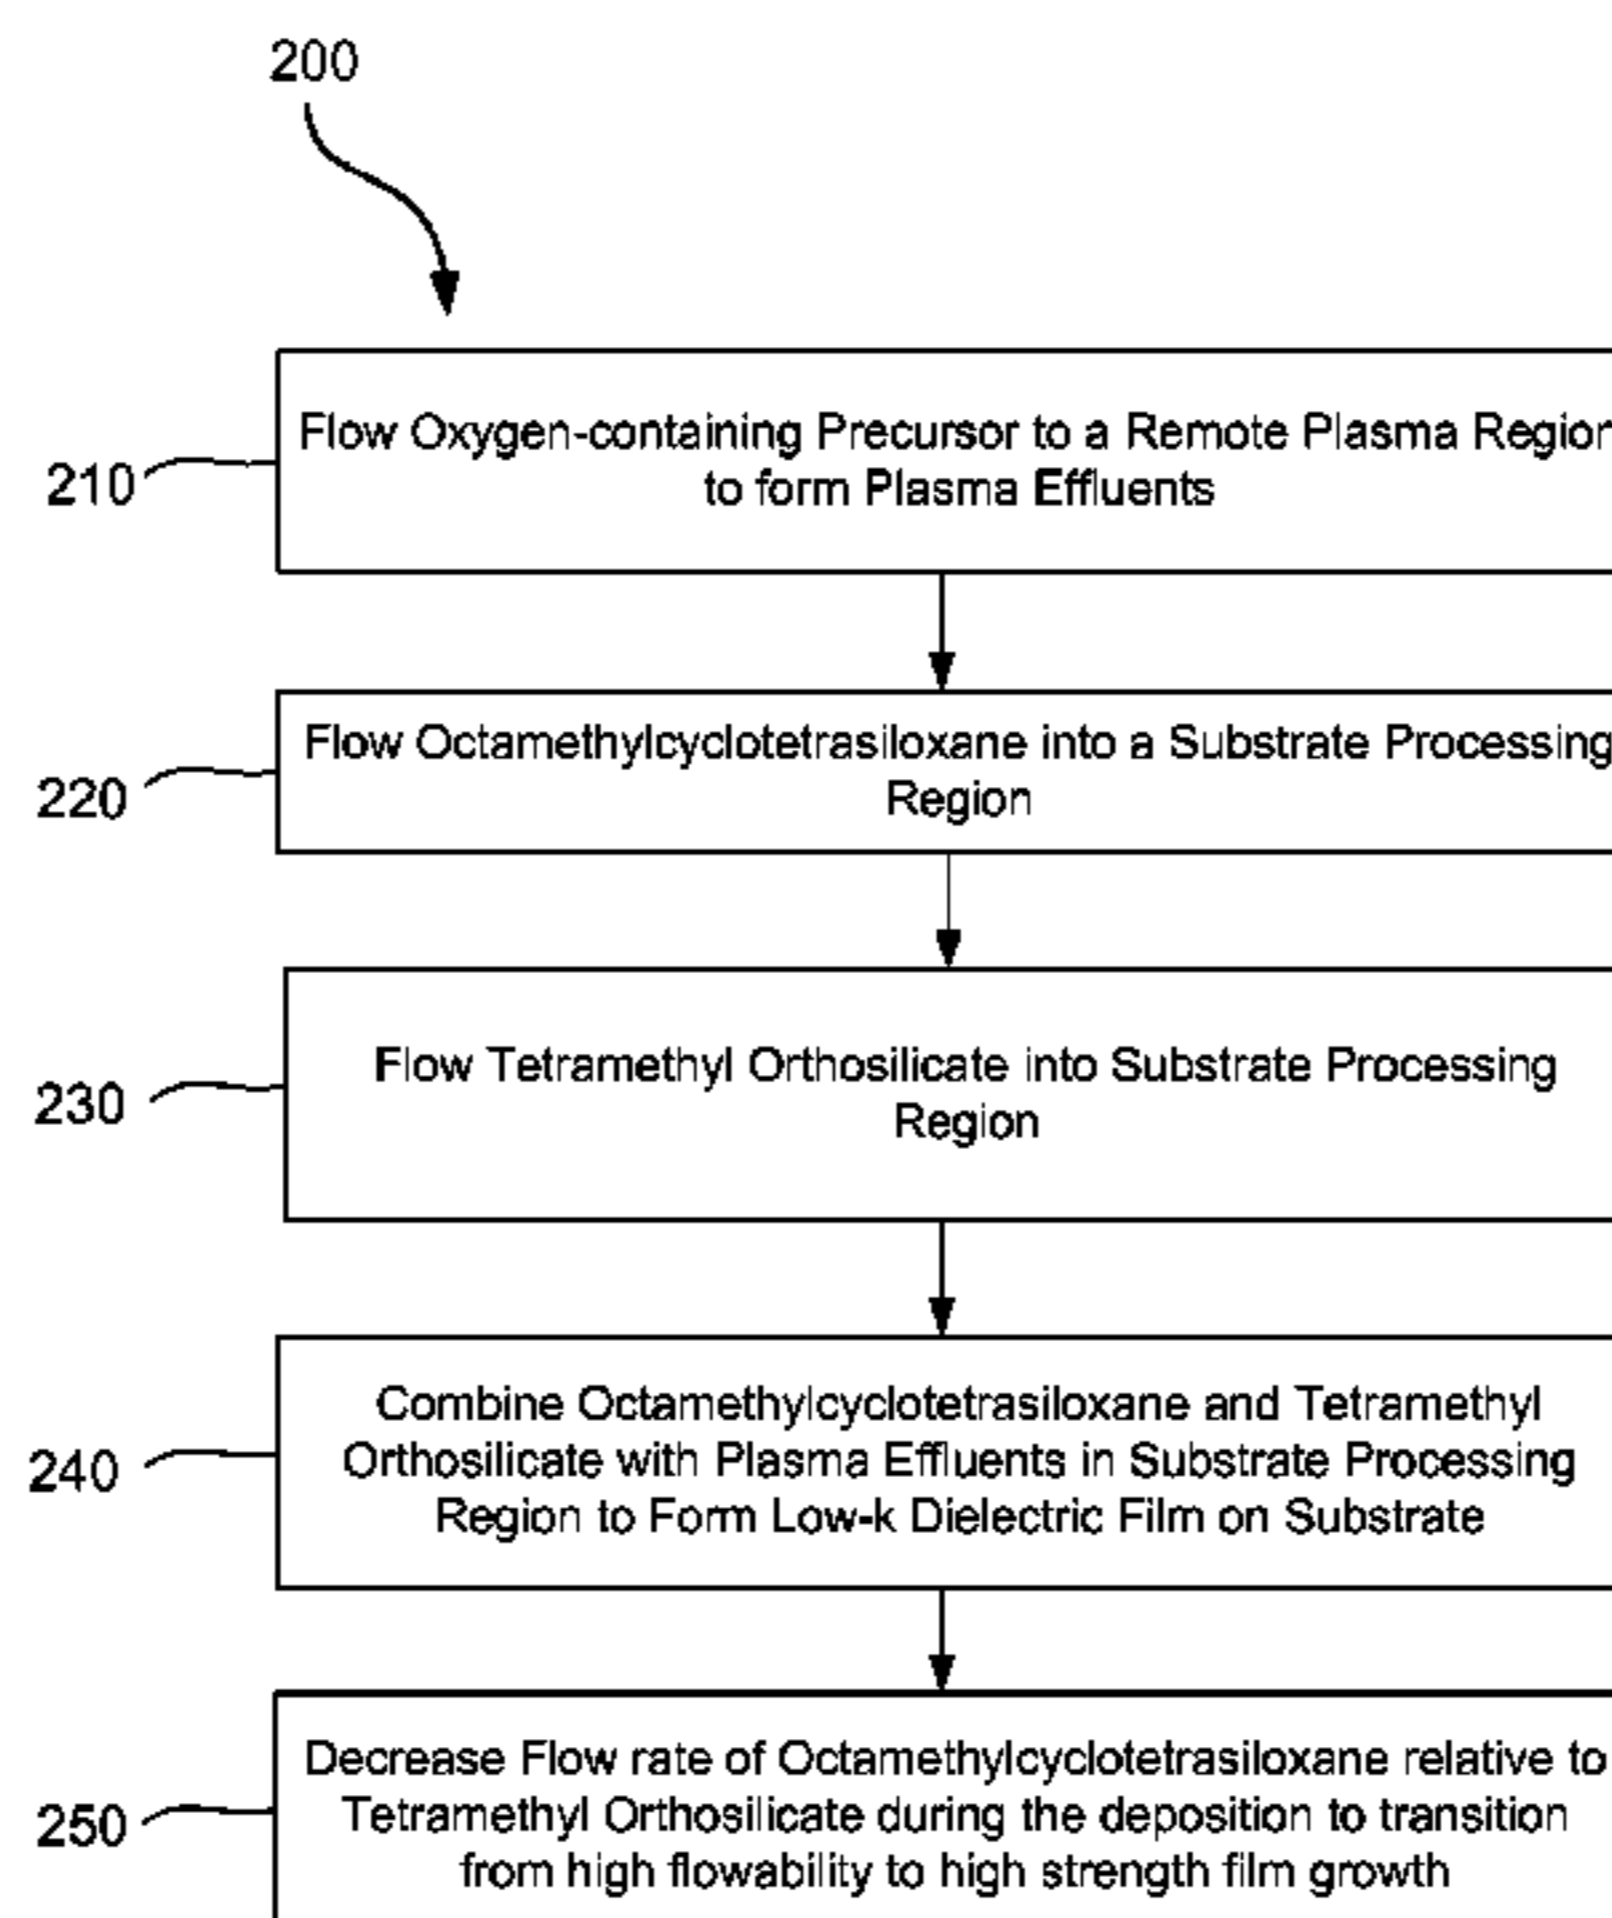 200
210
Flow Oxygen-containing Precursor to a Remote Plasma Region
to form Plasma Effluents
220
Flow Octamethylcyclotetrasiloxane into a Substrate Processing
Region
230
Flow Tetramethyl Orthosilicate into Substrate Processing
Region
240
Combine Octamethylcyclotetrasiloxane and Tetramethyl
Orthosilicate with Plasma Effluents in Substrate Processing
Region to Form Low-k Dielectric Film on Substrate
250
Decrease Flow rate of Octamethylcyclotetrasiloxane relative to
Tetramethyl Orthosilicate during the deposition to transition
from high flowability to high strength film growth